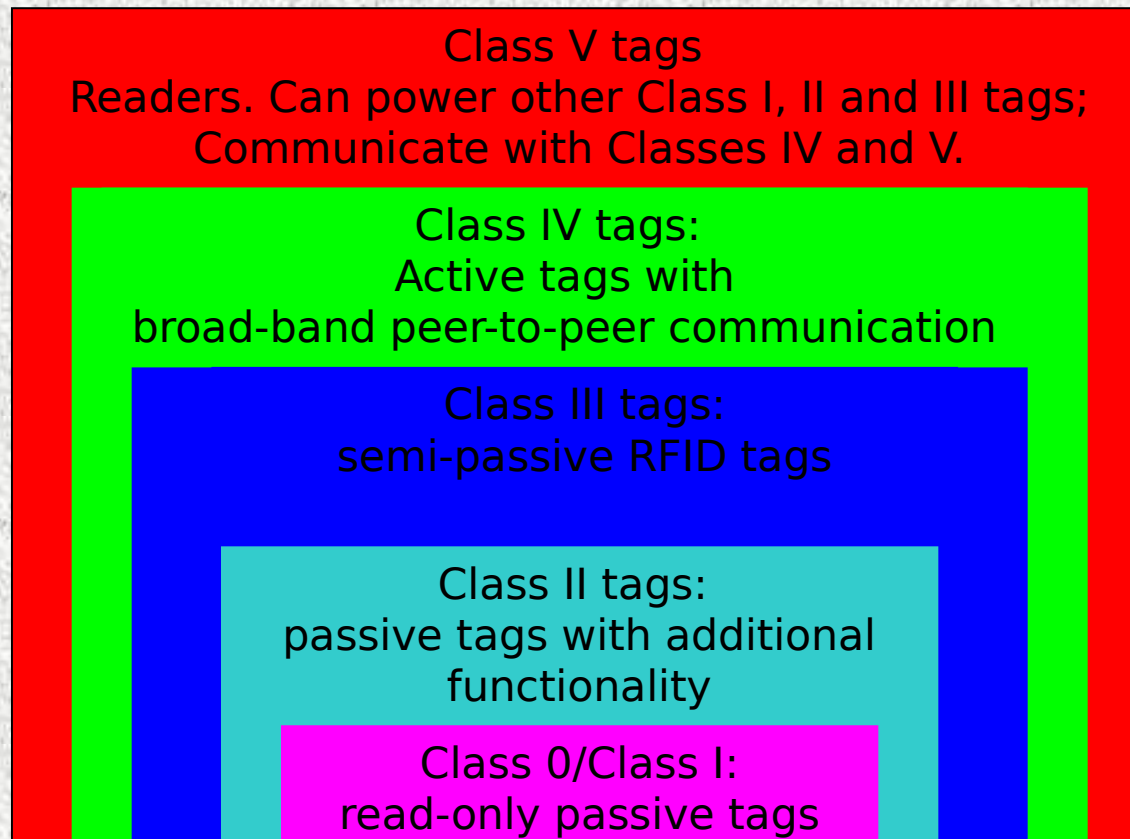 Class V tags
Readers. Can power other Class I, II and III tags;
Communicate with Classes IV and V.
Class IV tags:
Active tags with
broad-band peer-to-peer communication
Class III tags:
semi-passive RFID tags
Class II tags:
passive tags with additional
functionality
Class 0/Class I:
read-only passive tags